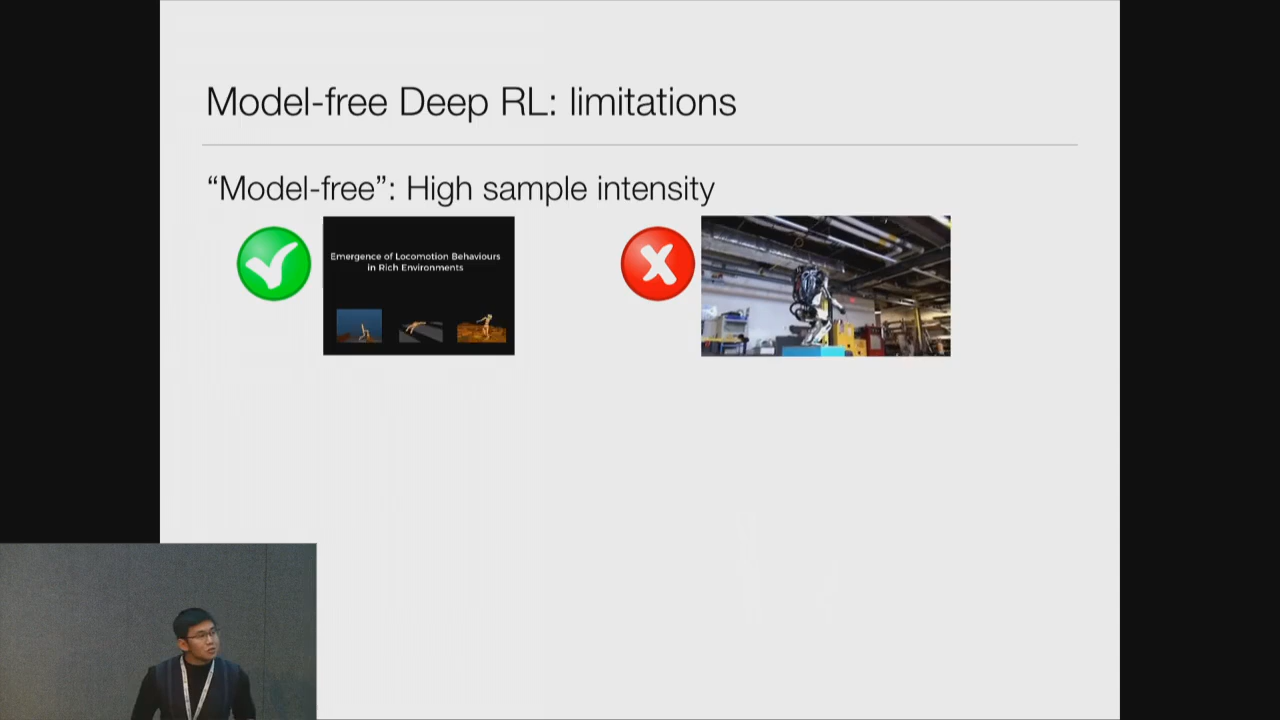 Model-free Deep RL: limitations
“Model-free”: High sample intensity
Emergence of Locomotion Behaviours
in Rich Environments